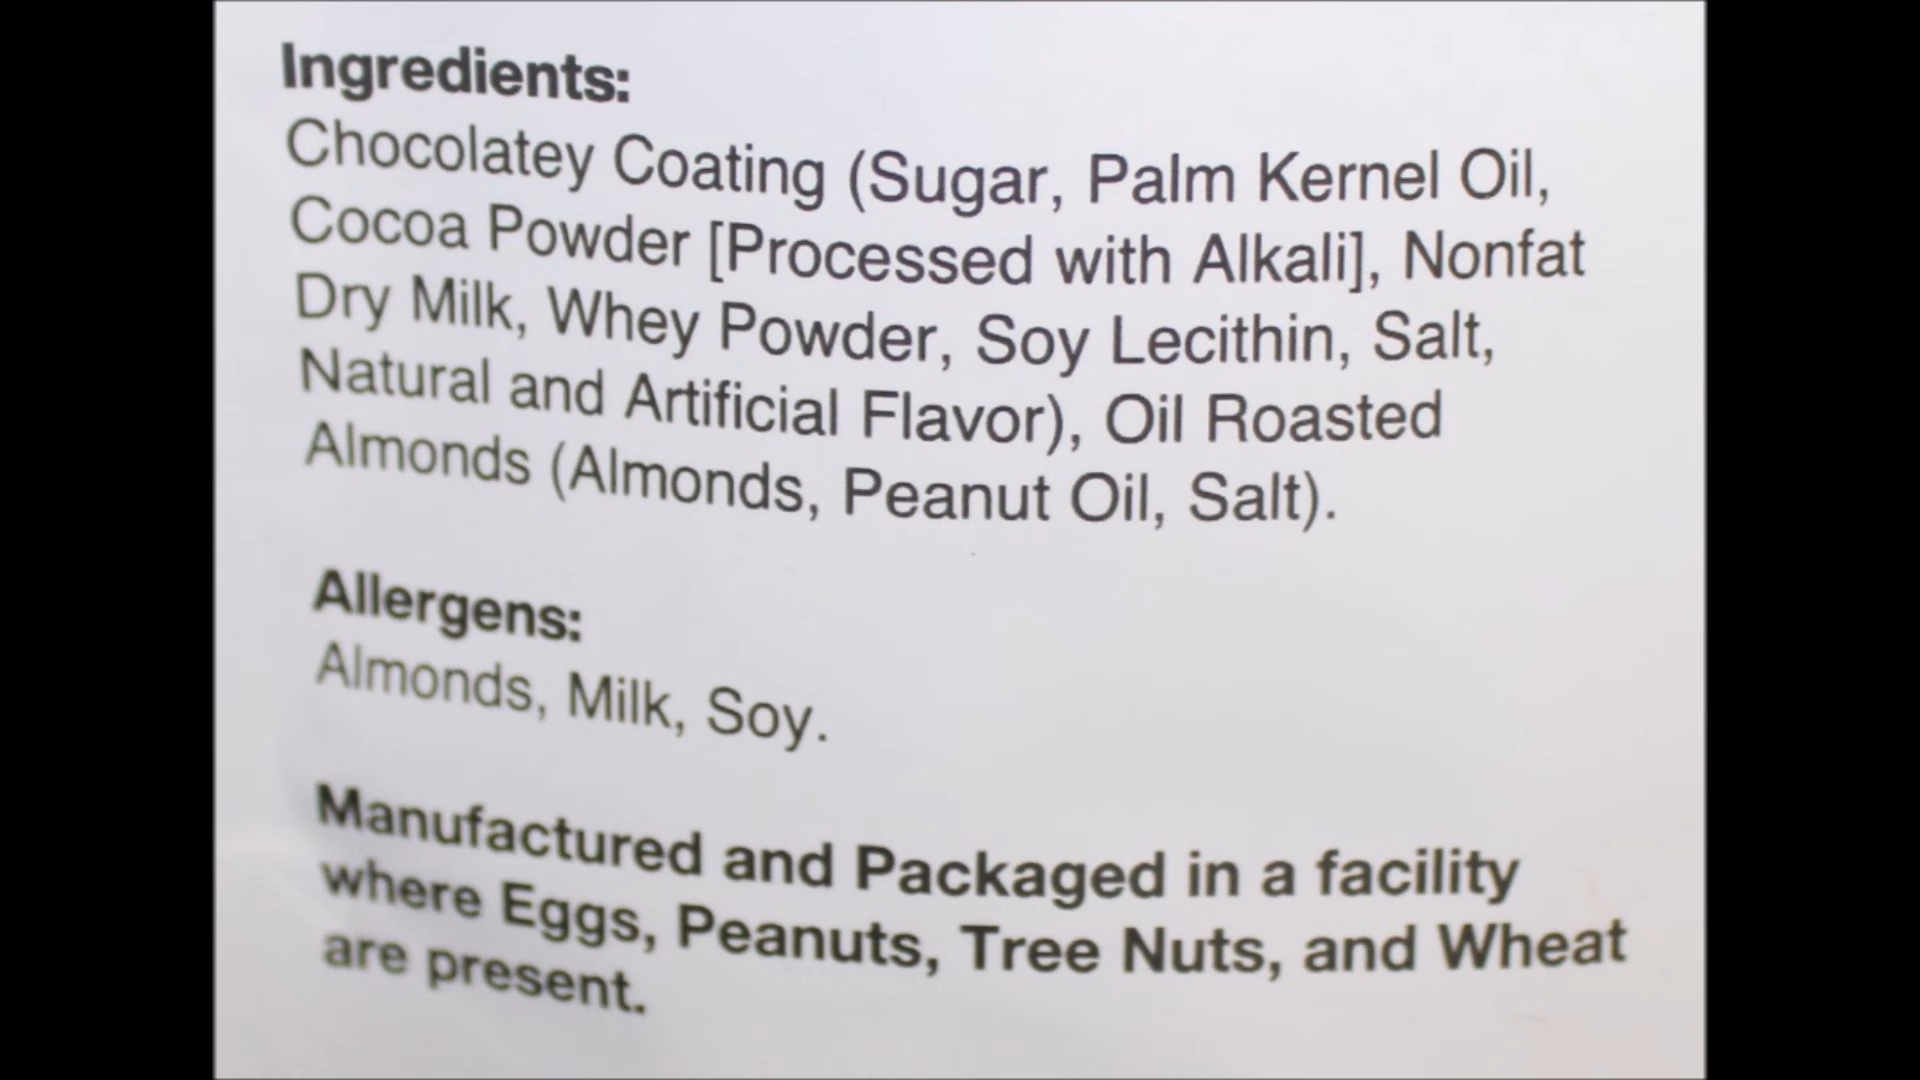 Ingredients:
Chocolatey Coating (Sugar, Palm Kernel Oil,
Cocoa Powder [Processed with Alkali], Nonfat
Dry Milk, Whey Powder, Soy Lecithin, Salt,
Natural and Artificial Flavor), Oil Roasted
Almonds (Almonds, Peanut Oil, Salt).
Allergens:
Almonds, Milk, Soy.
Manufactured and Packaged in a facility
where Eggs, Peanuts, Tree Nuts, and Wheat
are present.